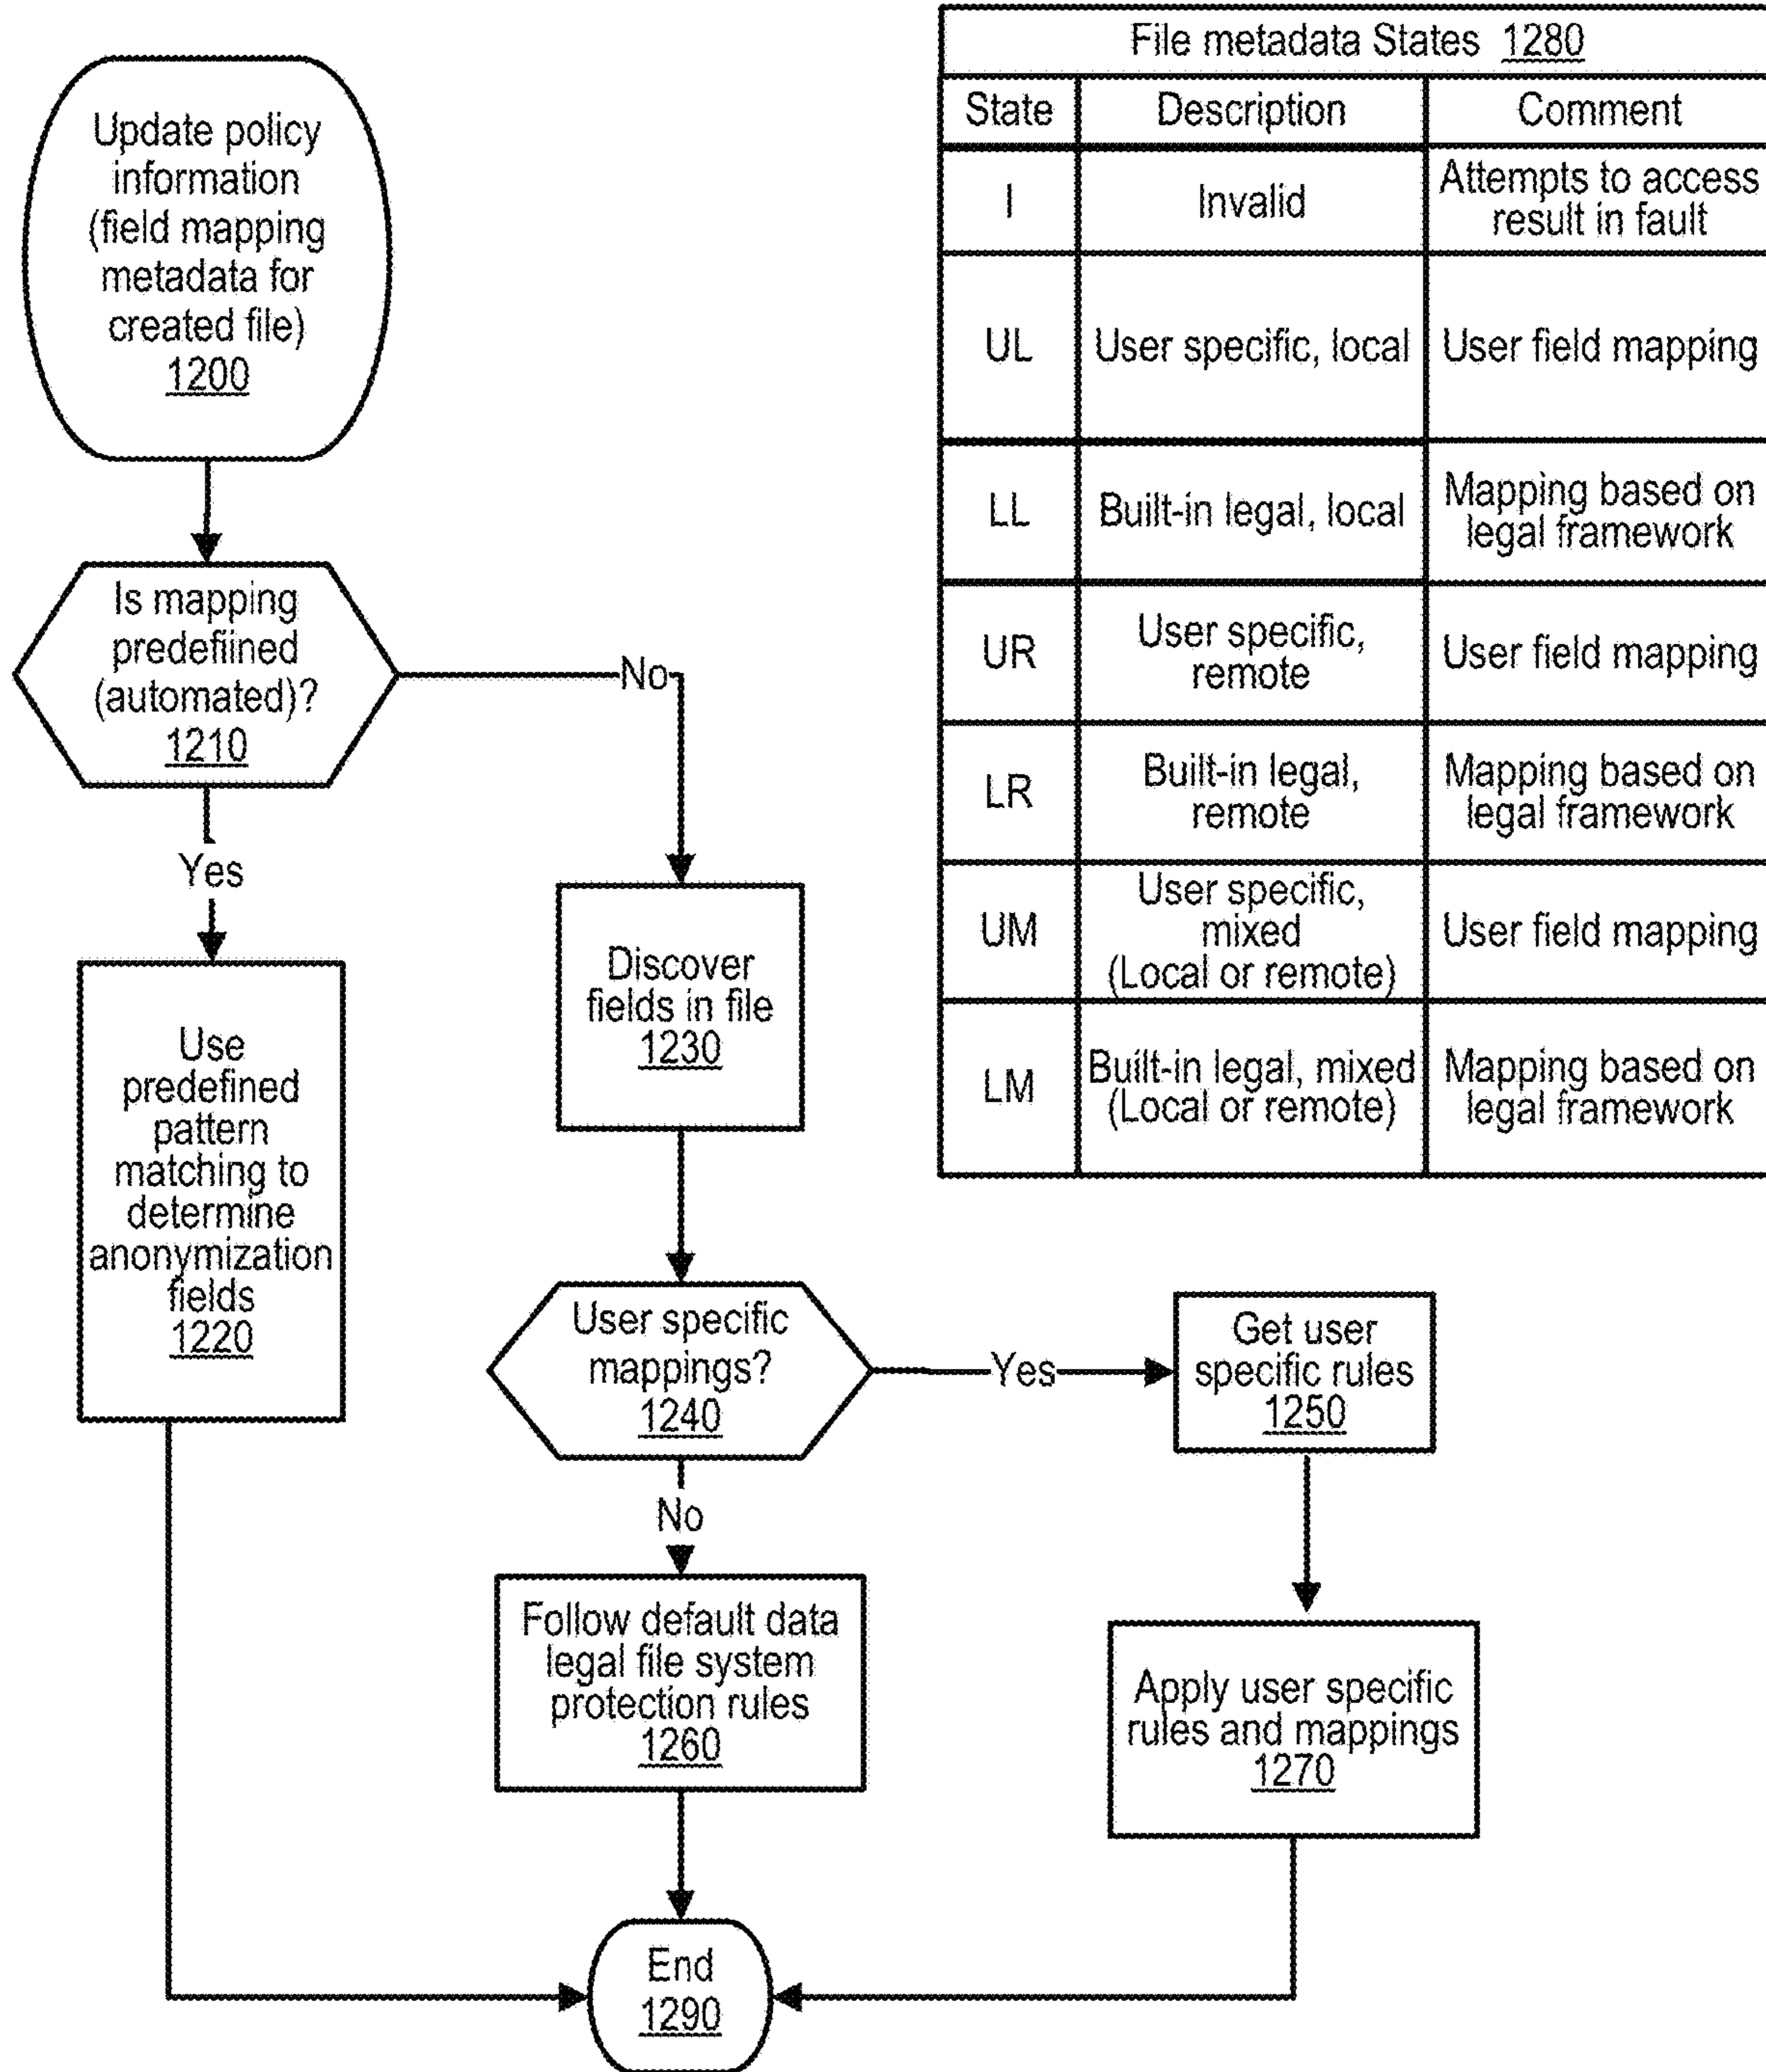 Update policy
information
(field mapping
metadata for
created file)
1200
Is mapping
predefiined
(automated)?
1210
No
Yes
Use
predefined
pattern
matching to
determine
anonymization
fields
1220
Discover
fields in file
1230
User specific
mappings?
1240
Yes
Get user
specific rules
1250
No
Follow default data
legal file system
protection rules
1260
Apply user specific
rules and mappings
1270
End
1290
File metadata States 1280
State Description Comment
I Invalid Attempts to access
result in fault
UL User specific, local User field mapping
LL Built-in legal, local Mapping based on
legal framework
UR User specific,
remote User field mapping
LR Built-in legal,
remote Mapping based on
legal framework
UM User specific,
mixed
(Local or remote) User field mapping
LM Built-in legal, mixed
(Local or remote) Mapping based on
legal framework